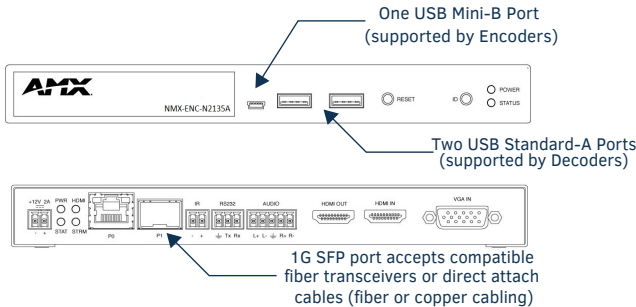 One USB Mini-B Port
(supported by Encoders)
AMX
NMX-ENC-N2135A
RESET
ID
POWER
STATUS
Two USB Standard-A Ports
(supported by Decoders)
+12V 2A PWR HDMI
IR RS232 AUDIO HDMI OUT HDMI IN VGA IN
- + STAT STRM P0 P1 - + Tx Rx L+ L- R+ R-
1G SFP port accepts compatible
fiber transceivers or direct attach
cables (fiber or copper cabling)